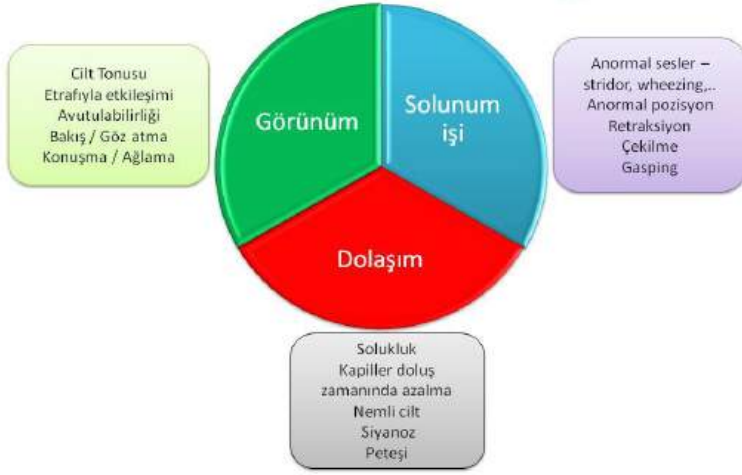 Cilt Tonusu
Etrafıyla etkileşimi
Avutulabilirliği
Bakış / Göz atma
Konuşma / Ağlama
Görünüm
Solunum
işi
Anormal sesler –
stridor, wheezing,..
Anormal pozisyon
Retraksiyon
Çekilme
Gasping
Dolaşım
Solukluk
Kapiller doluş
zamanında azalma
Nemli cilt
Siyanoz
Peteşi